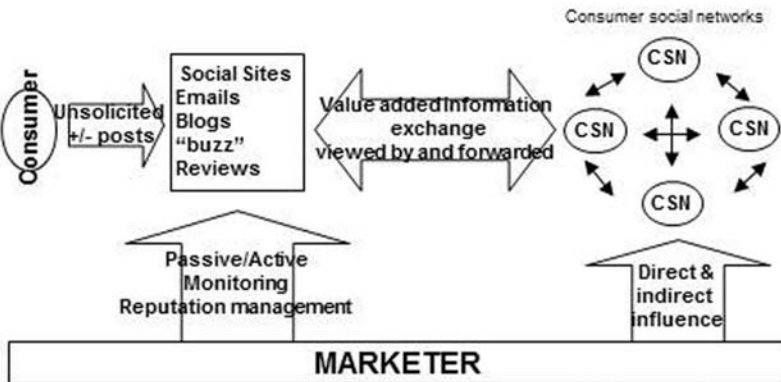 Consumer social networks
Consumer
Unsolicited
+/- posts
Social Sites
Emails
Blogs
“buzz”
Reviews
Value added information
exchange
viewed by and forwarded
CSN
CSN
CSN
CSN
Passive/Active
Monitoring
Reputation management
Direct &
indirect
influence
MARKETER